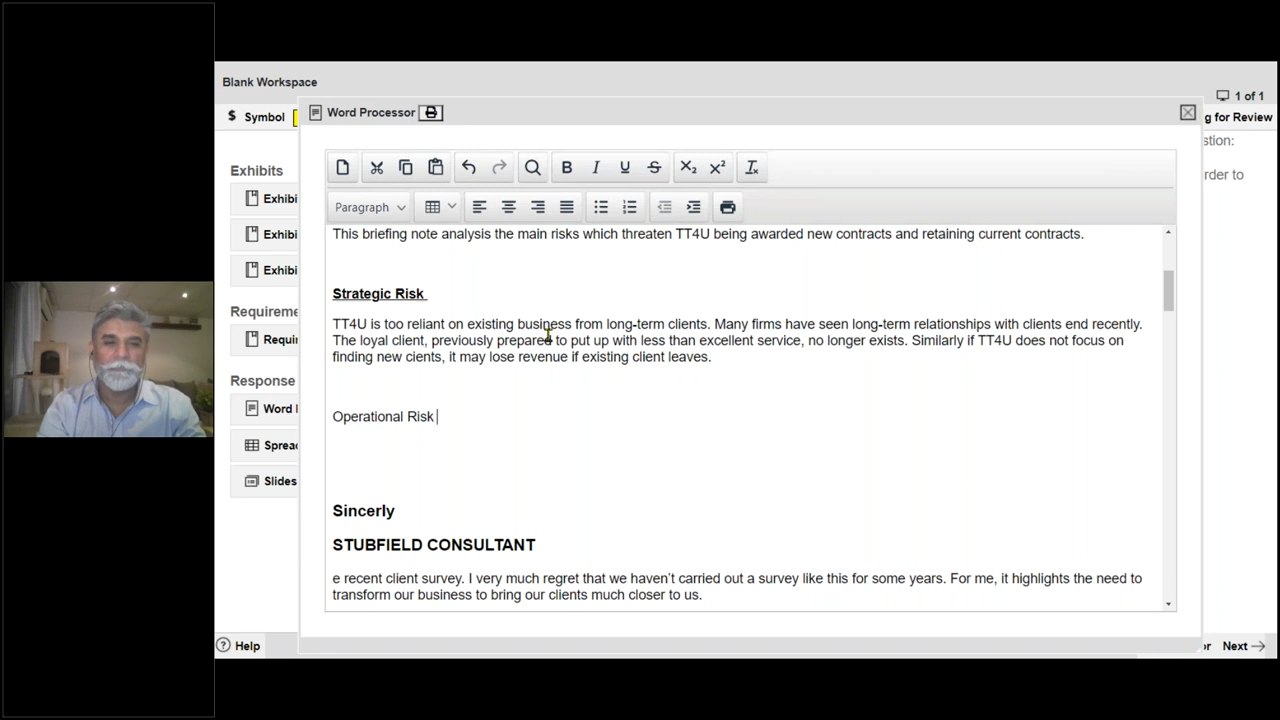 Blank Workspace
1 of 1
$ Symbol
Word Processor
g for Review
stion:
rder to
Exhibits
Exhibi
Exhibi
Exhibi
Requireme
Requir
Response
Word
Sprea
Slides
Paragraph
This briefing note analysis the main risks which threaten TT4U being awarded new contracts and retaining current contracts.
Strategic Risk
TT4U is too reliant on existing business from long-term clients. Many firms have seen long-term relationships with clients end recently.
The loyal client, previously prepared to put up with less than excellent service, no longer exists. Similarly if TT4U does not focus on
finding new cients, it may lose revenue if existing client leaves.
Operational Risk
Sincerly
STUBFIELD CONSULTANT
e recent client survey. I very much regret that we haven't carried out a survey like this for some years. For me, it highlights the need to
transform our business to bring our clients much closer to us.
Help
or Next